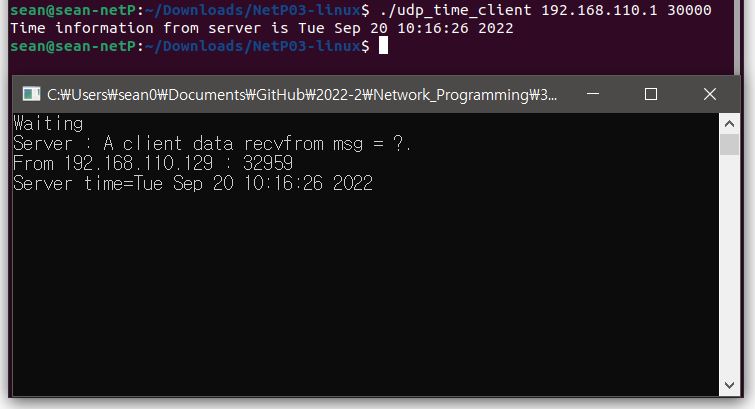 sean@sean-netP:~/Downloads/NetP03-linux$ ./udp_time_client 192.168.110.1 30000
Time information from server is Tue Sep 20 10:16:26 2022
sean@sean-netP:~/Downloads/NetP03-linux$
C:₩Users₩sean0₩Documents₩GitHub₩2022-2₩Network_Programming₩3...
Waiting
Server : A client data recvfrom msg = ?.
From 192.168.110.129 : 32959
Server time=Tue Sep 20 10:16:26 2022